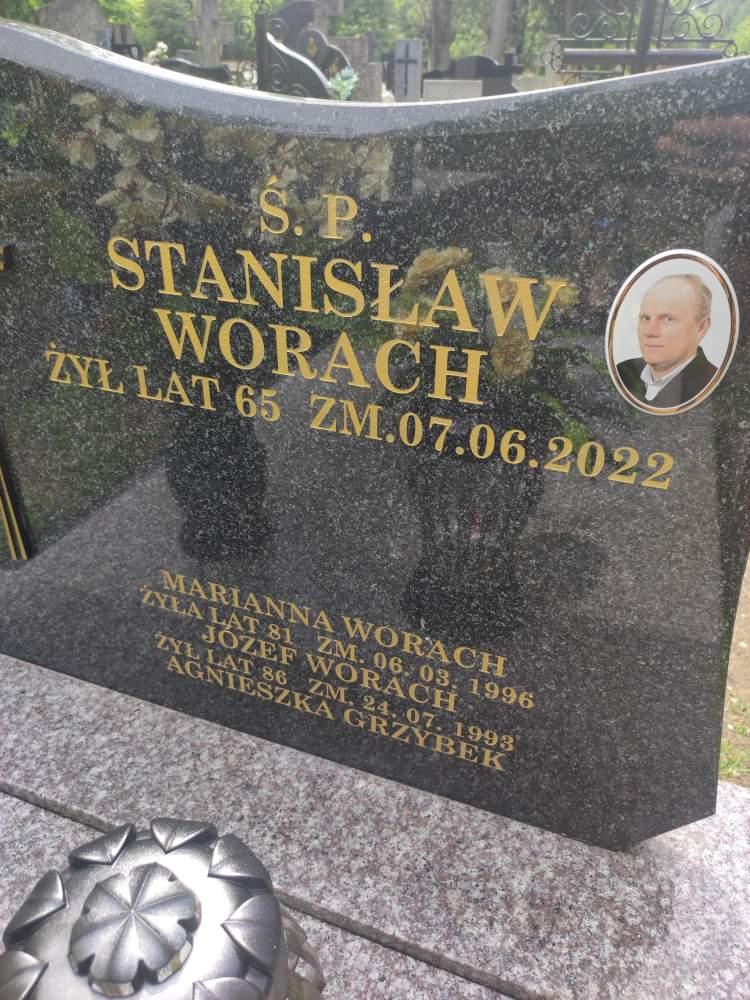 Ś. P.
STANISŁAW
WORACH
ŻYŁ LAT 65 ZM.07.06.2022
MARIANNA WORACH
ŻYŁA LAT 81 ZM. 06. 03. 1996
JÓZEF WORACH
ŻYŁ LAT 86 ZM. 24. 07. 1993
AGNIESZKA GRZYBEK